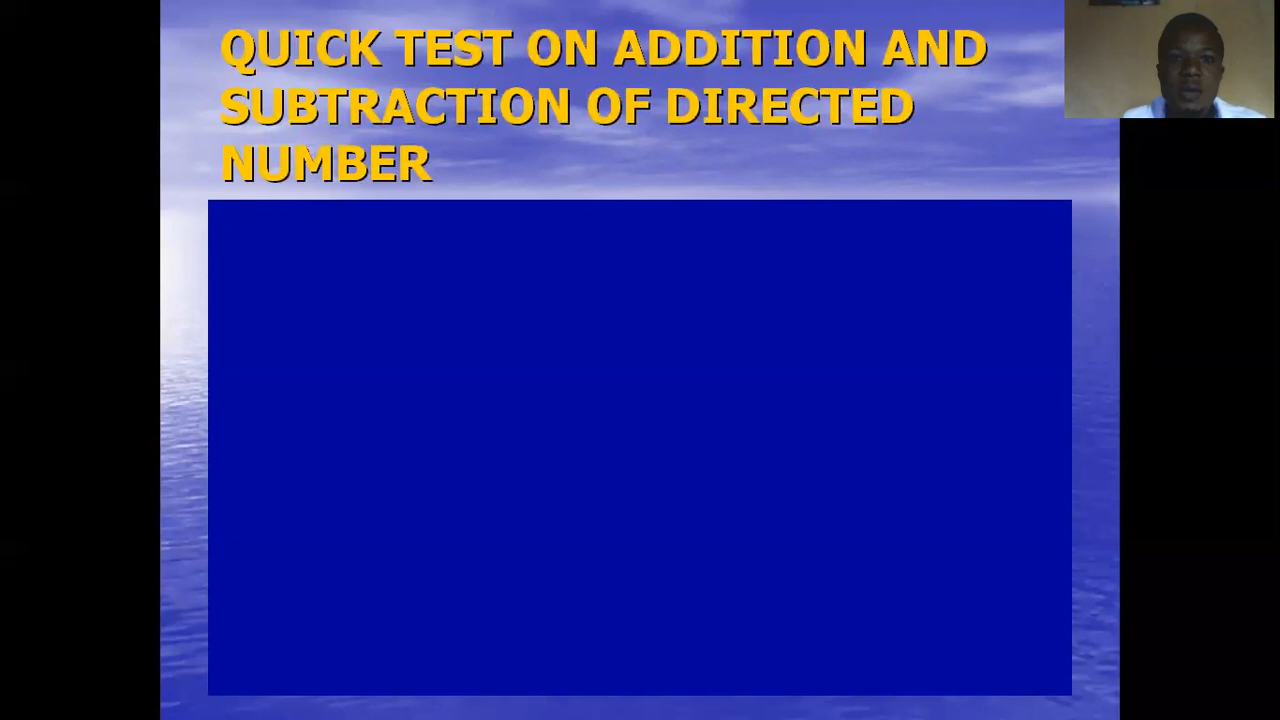 QUICK TEST ON ADDITION AND
SUBTRACTION OF DIRECTED
NUMBER